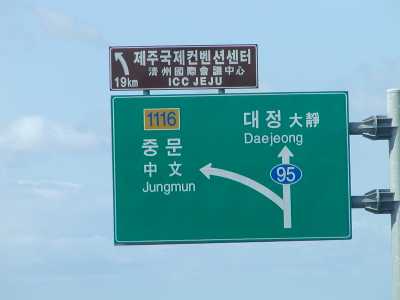 제주국제컨벤션센터
濟州國際會議中心
19km
ICC JEJU
1116
중문
中文
Jungmun
대정 大靜
Daejeong
95